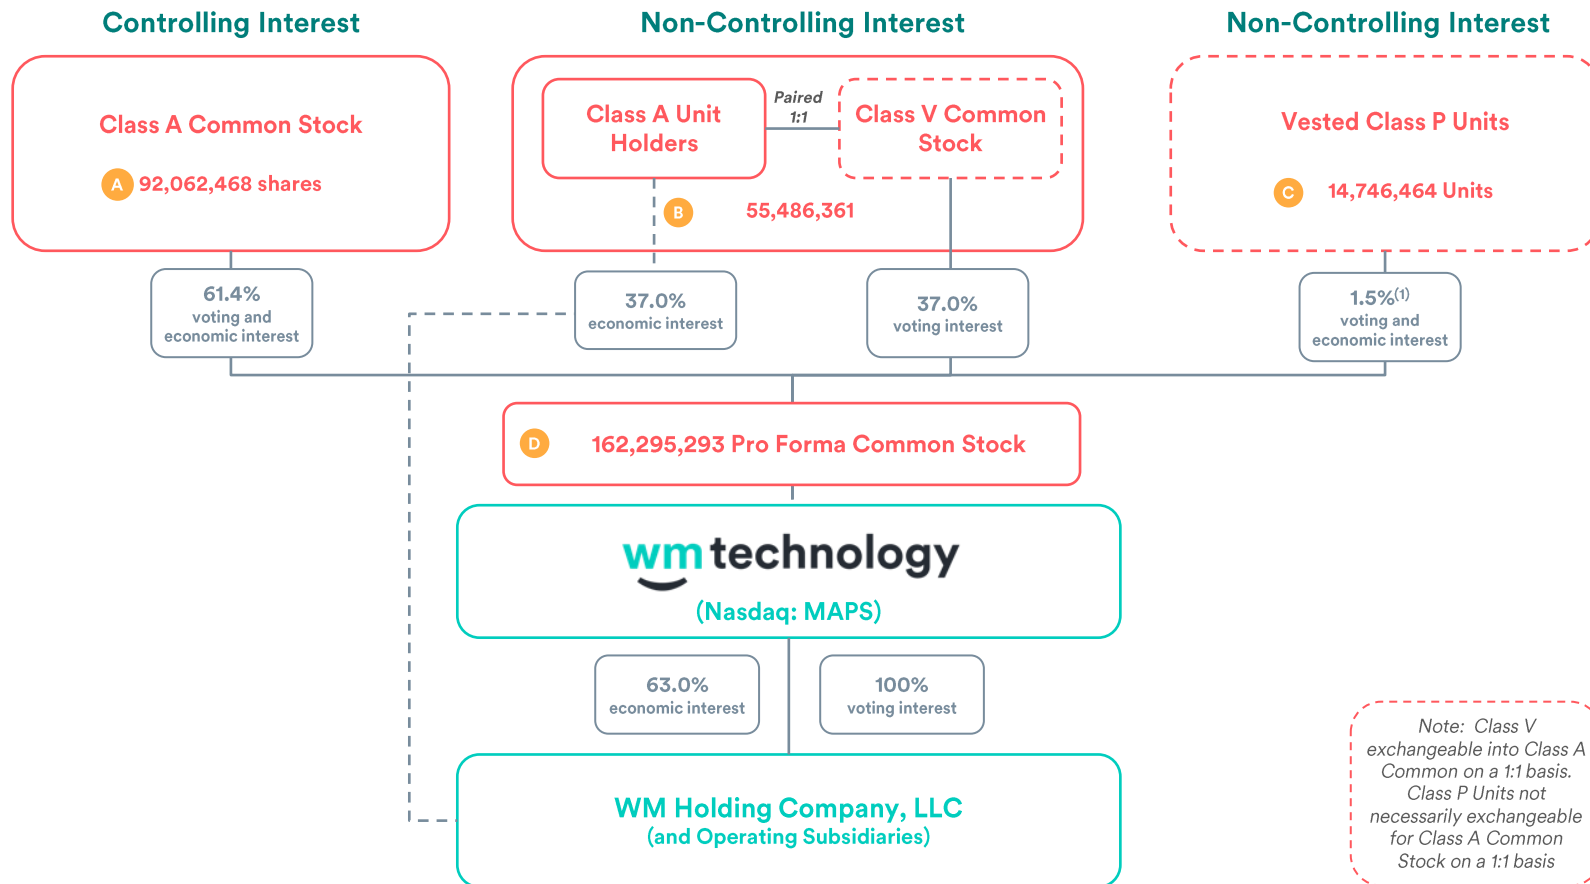 Controlling Interest
Non-Controlling Interest
Non-Controlling Interest
Class A Common Stock
A 92,062,468 shares
Class A Unit
Holders
Paired
1:1
Class V Common
Stock
B 55,486,361
Vested Class P Units
C 14,746,464 Units
61.4%
voting and
economic interest
37.0%
economic interest
37.0%
voting interest
1.5%(1)
voting and
economic interest
D 162,295,293 Pro Forma Common Stock
wm technology
(Nasdaq: MAPS)
63.0%
economic interest
100%
voting interest
WM Holding Company, LLC
(and Operating Subsidiaries)
Note: Class V
exchangeable into Class A
Common on a 1:1 basis.
Class P Units not
necessarily exchangeable
for Class A Common
Stock on a 1:1 basis